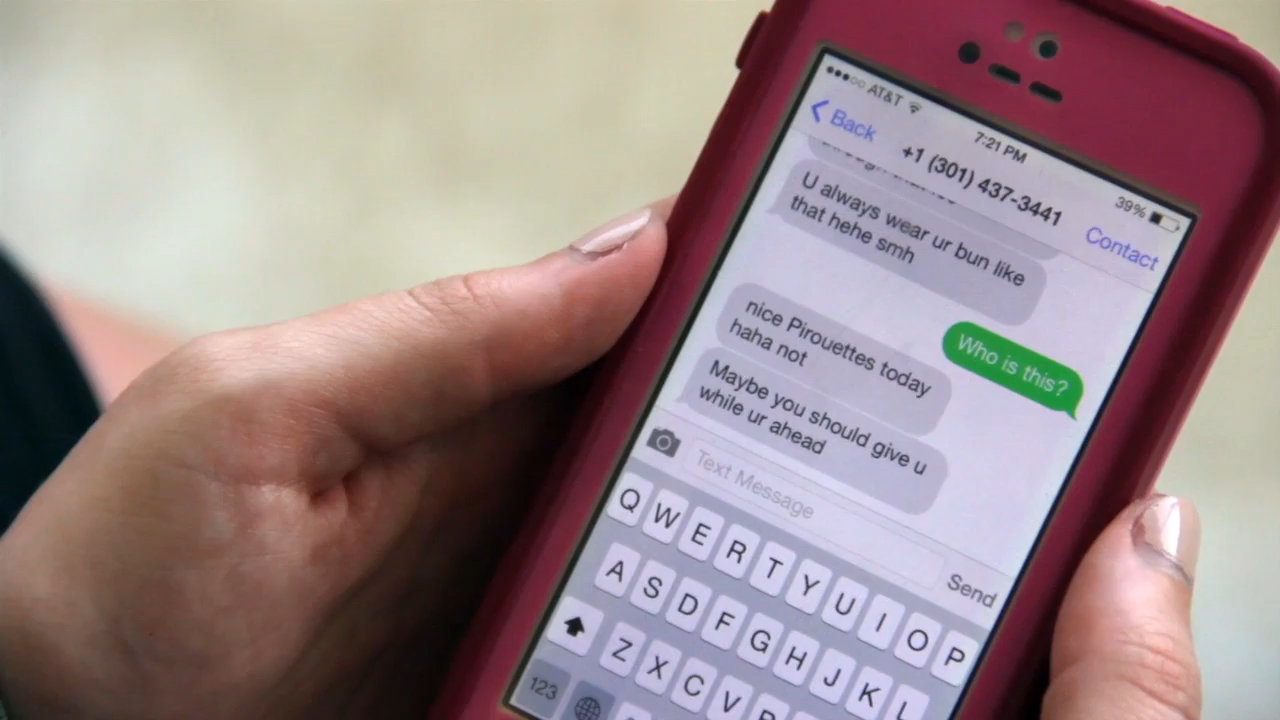 AT&T
7:21 PM
39%
Back
+1 (301) 437-3441
Contact
U always wear ur bun like
that hehe smh
Who is this?
nice Pirouettes today
haha not
Maybe you should give u
while ur ahead
Text Message
Send
Q W E R T Y U I O P
A S D F G H J K L
Z X C V B
123